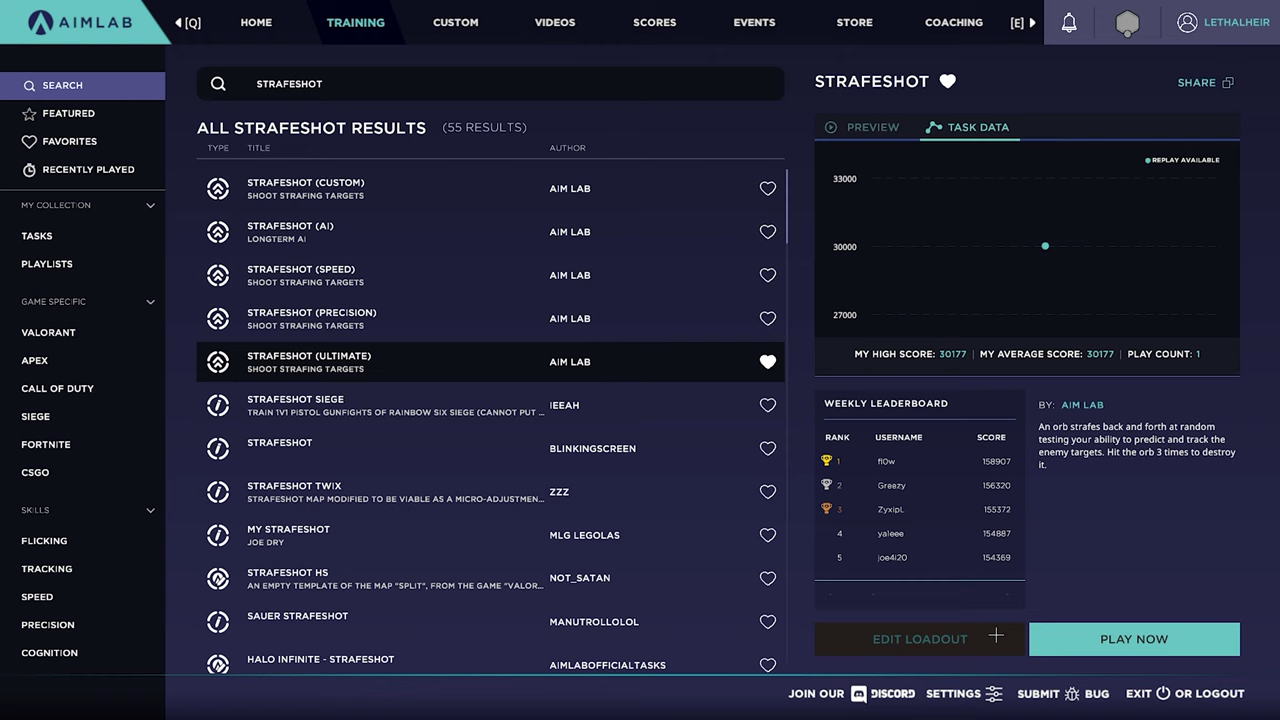 AIMLAB
[Q]
HOME
TRAINING
CUSTOM
VIDEOS
SCORES
EVENTS
STORE
COACHING
[E]
LETHALHEIR
SEARCH
FEATURED
FAVORITES
RECENTLY PLAYED
MY COLLECTION
TASKS
PLAYLISTS
GAME SPECIFIC
VALORANT
APEX
CALL OF DUTY
SIEGE
FORTNITE
CSGO
SKILLS
FLICKING
TRACKING
SPEED
PRECISION
COGNITION
STRAFESHOT
ALL STRAFESHOT RESULTS (55 RESULTS)
TYPE TITLE AUTHOR
STRAFESHOT (CUSTOM)
SHOOT STRAFING TARGETS
AIM LAB
STRAFESHOT (AI)
LONGTERM AI
AIM LAB
STRAFESHOT (SPEED)
SHOOT STRAFING TARGETS
AIM LAB
STRAFESHOT (PRECISION)
SHOOT STRAFING TARGETS
AIM LAB
STRAFESHOT (ULTIMATE)
SHOOT STRAFING TARGETS
AIM LAB
STRAFESHOT SIEGE
TRAIN 1V1 PISTOL GUNFIGHTS OF RAINBOW SIX SIEGE (CANNOT PUT ...
IEEAH
STRAFESHOT
BLINKINGSCREEN
STRAFESHOT TWIX
STRAFESHOT MAP MODIFIED TO BE VIABLE AS A MICRO-ADJUSTMEN...
ZZZ
MY STRAFESHOT
JOE DRY
MLG LEGOLAS
STRAFESHOT HS
AN EMPTY TEMPLATE OF THE MAP "SPLIT", FROM THE GAME "VALOR...
NOT_SATAN
SAUER STRAFESHOT
MANUTROLLOLOL
HALO INFINITE - STRAFESHOT
AIMLABOFFICIALTASKS
STRAFESHOT
SHARE
PREVIEW
TASK DATA
REPLAY AVAILABLE
33000
30000
27000
MY HIGH SCORE: 30177 | MY AVERAGE SCORE: 30177 | PLAY COUNT: 1
WEEKLY LEADERBOARD
RANK USERNAME SCORE
1 fl0w 158907
2 Greezy 156320
3 ZyxipL 155372
4 yaleee 154887
5 joe4i20 154369
- - -
BY: AIM LAB
An orb strafes back and forth at random
testing your ability to predict and track the
enemy targets. Hit the orb 3 times to destroy
it.
EDIT LOADOUT
PLAY NOW
JOIN OUR DISCORD
SETTINGS
SUBMIT BUG
EXIT OR LOGOUT